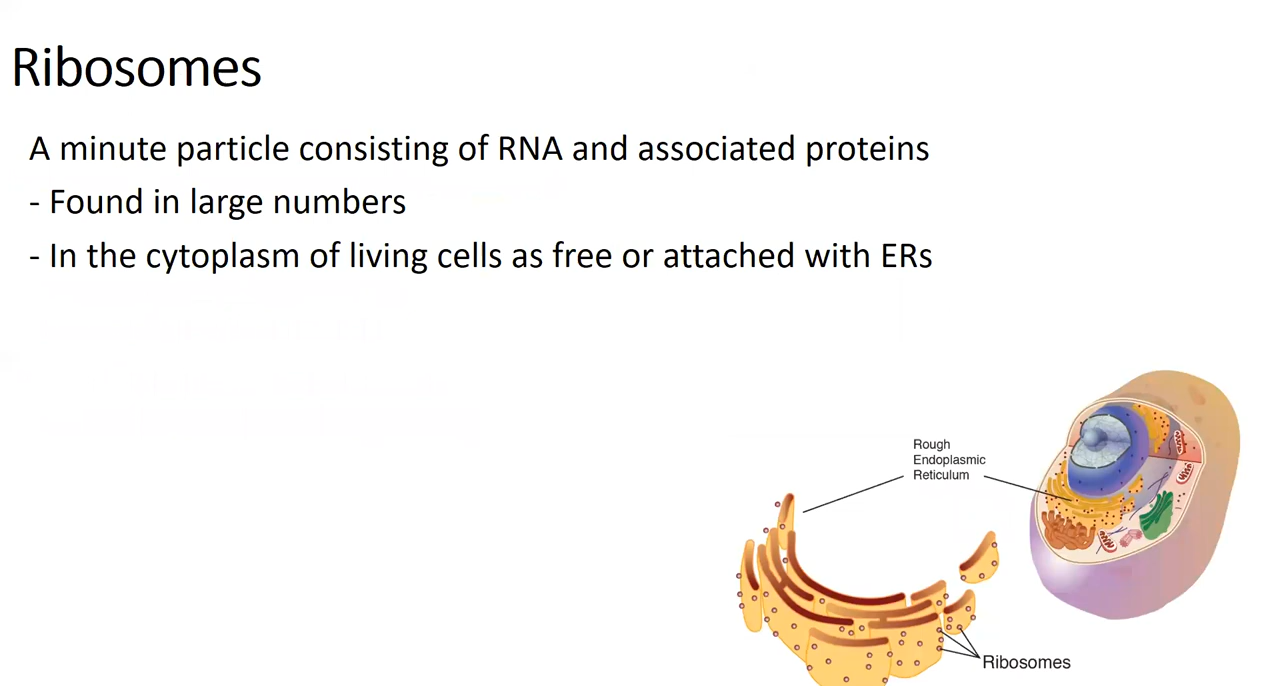 Ribosomes
A minute particle consisting of RNA and associated proteins
- Found in large numbers
- In the cytoplasm of living cells as free or attached with ERs
Rough
Endoplasmic
Reticulum
Ribosomes